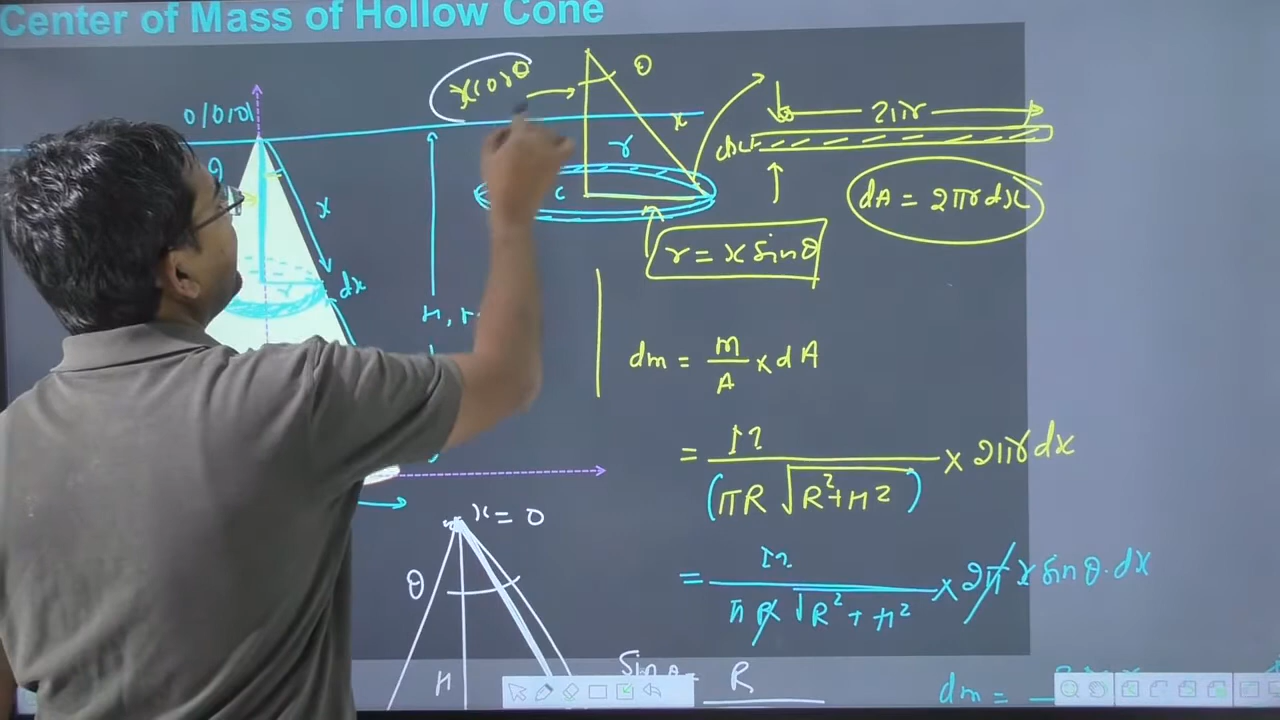 Center of Mass of Hollow Cone
x cos θ
θ
x
r
c
2πr
dx
dA = 2πr dx
r = x sin θ
x
r
dx
dm = m/A × dA
= M/(πR √R²+H²) × 2πr dx
x = 0
= M/(πR √R²+H²) × 2π x sin θ. dx
θ
H
R
dm =